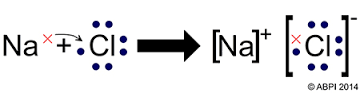 Na × + Cl → [Na]⁺ [× Cl]⁻
© ABPI 2014